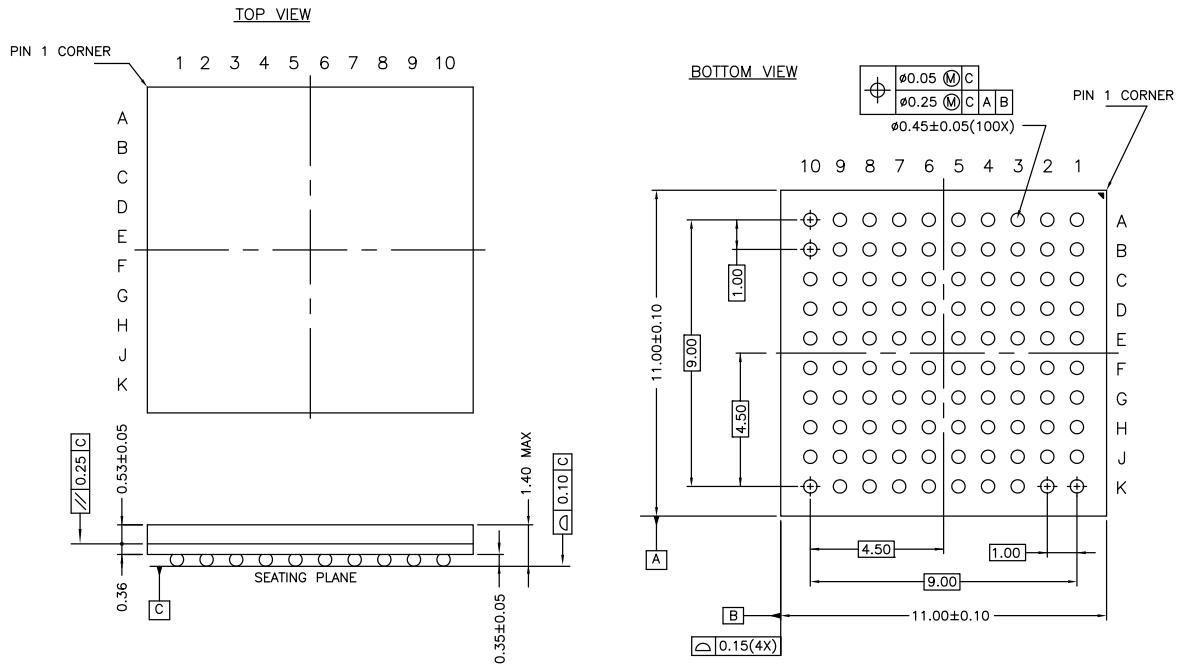 TOP VIEW
PIN 1 CORNER
1 2 3 4 5 6 7 8 9 10
A
B
C
D
E
F
G
H
J
K
0.25 C
0.53±0.05
0.36
C
SEATING PLANE
1.40 MAX
0.35±0.05
0.10 C
BOTTOM VIEW
ø0.05 Ⓜ C
ø0.25 Ⓜ C A B
ø0.45±0.05(100X)
PIN 1 CORNER
10 9 8 7 6 5 4 3 2 1
A
B
C
D
E
F
G
H
J
K
1.00
9.00
11.00±0.10
4.50
A
4.50
1.00
9.00
B
11.00±0.10
0.15(4X)